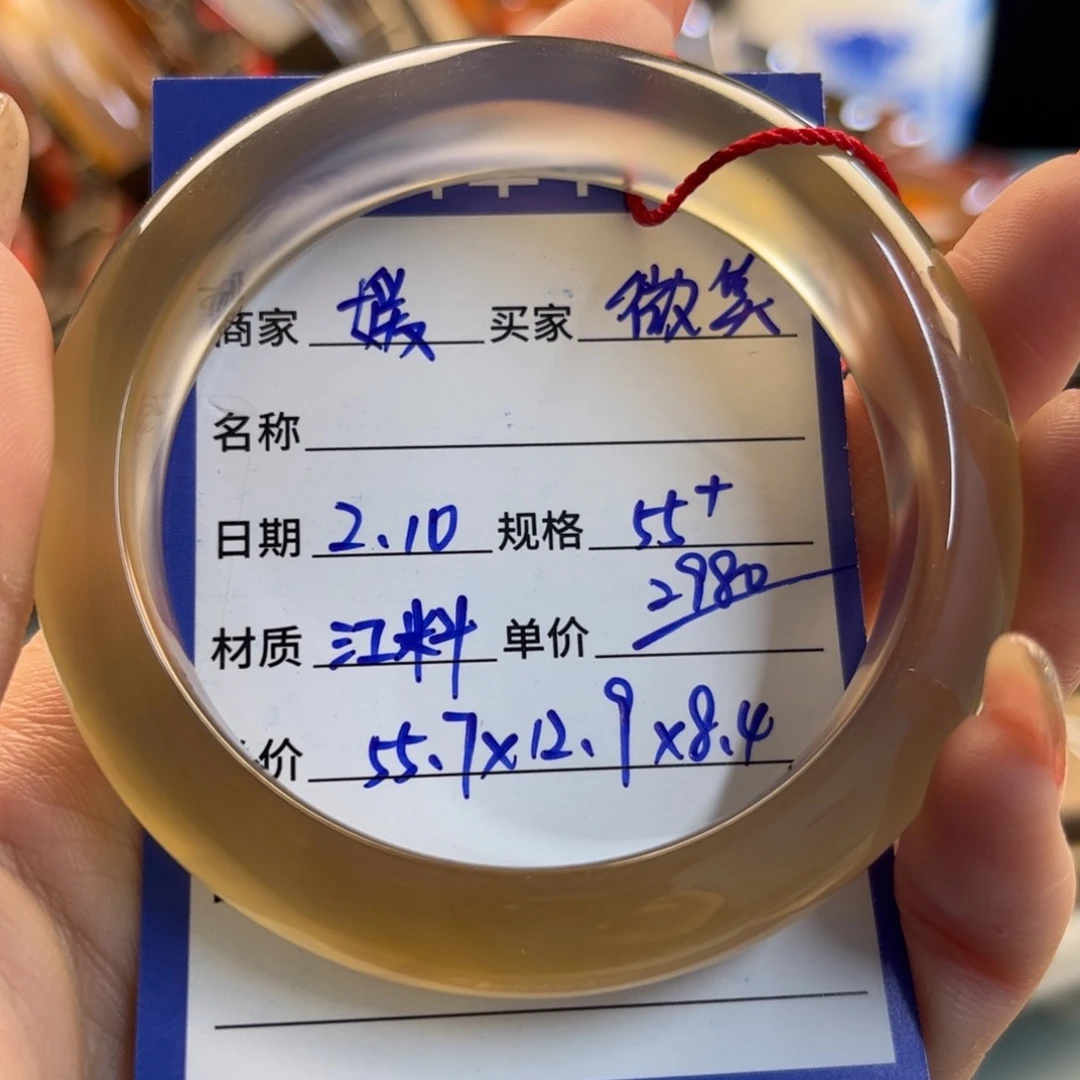 商家 媛 买家 微笑
名称
日期 2.10 规格 55+
2980
材质 江料 单价
价 55.7x12.9x8.4